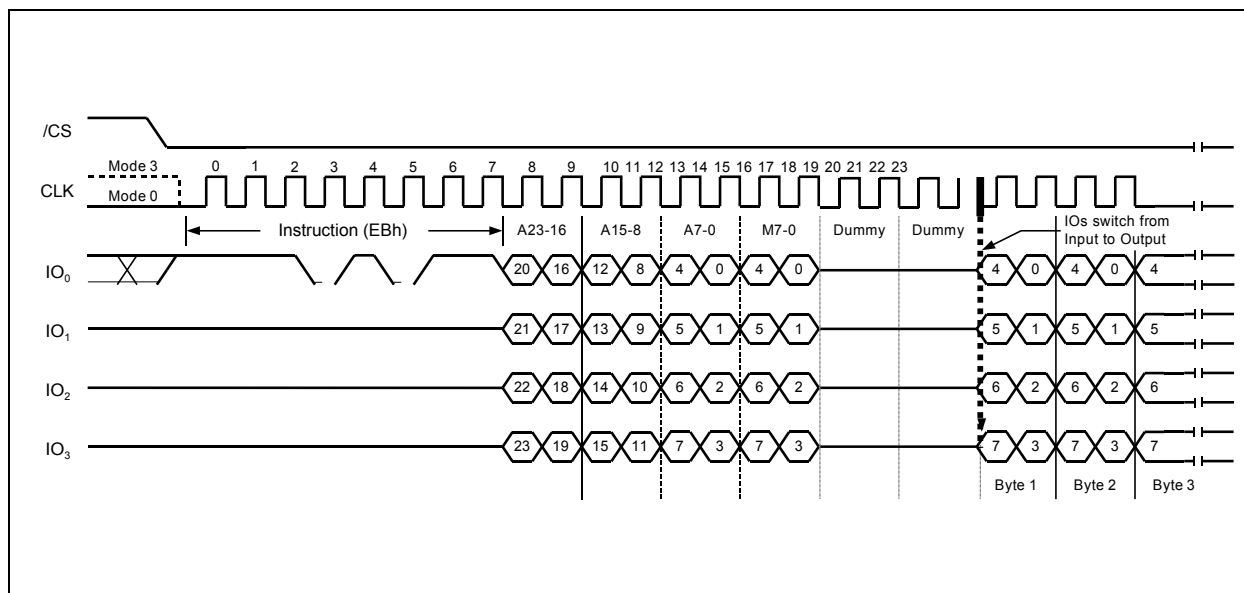 /CS
Mode 3 0 1 2 3 4 5 6 7 8 9 10 11 12 13 14 15 16 17 18 19 20 21 22 23
CLK
Mode 0
Instruction (EBh) A23-16 A15-8 A7-0 M7-0 Dummy Dummy
IOs switch from
Input to Output
IO₀ 20 16 12 8 4 0 4 0 4 0 4 0 4
IO₁ 21 17 13 9 5 1 5 1 5 1 5 1 5
IO₂ 22 18 14 10 6 2 6 2 6 2 6 2 6
IO₃ 23 19 15 11 7 3 7 3 7 3 7 3 7
Byte 1 Byte 2 Byte 3